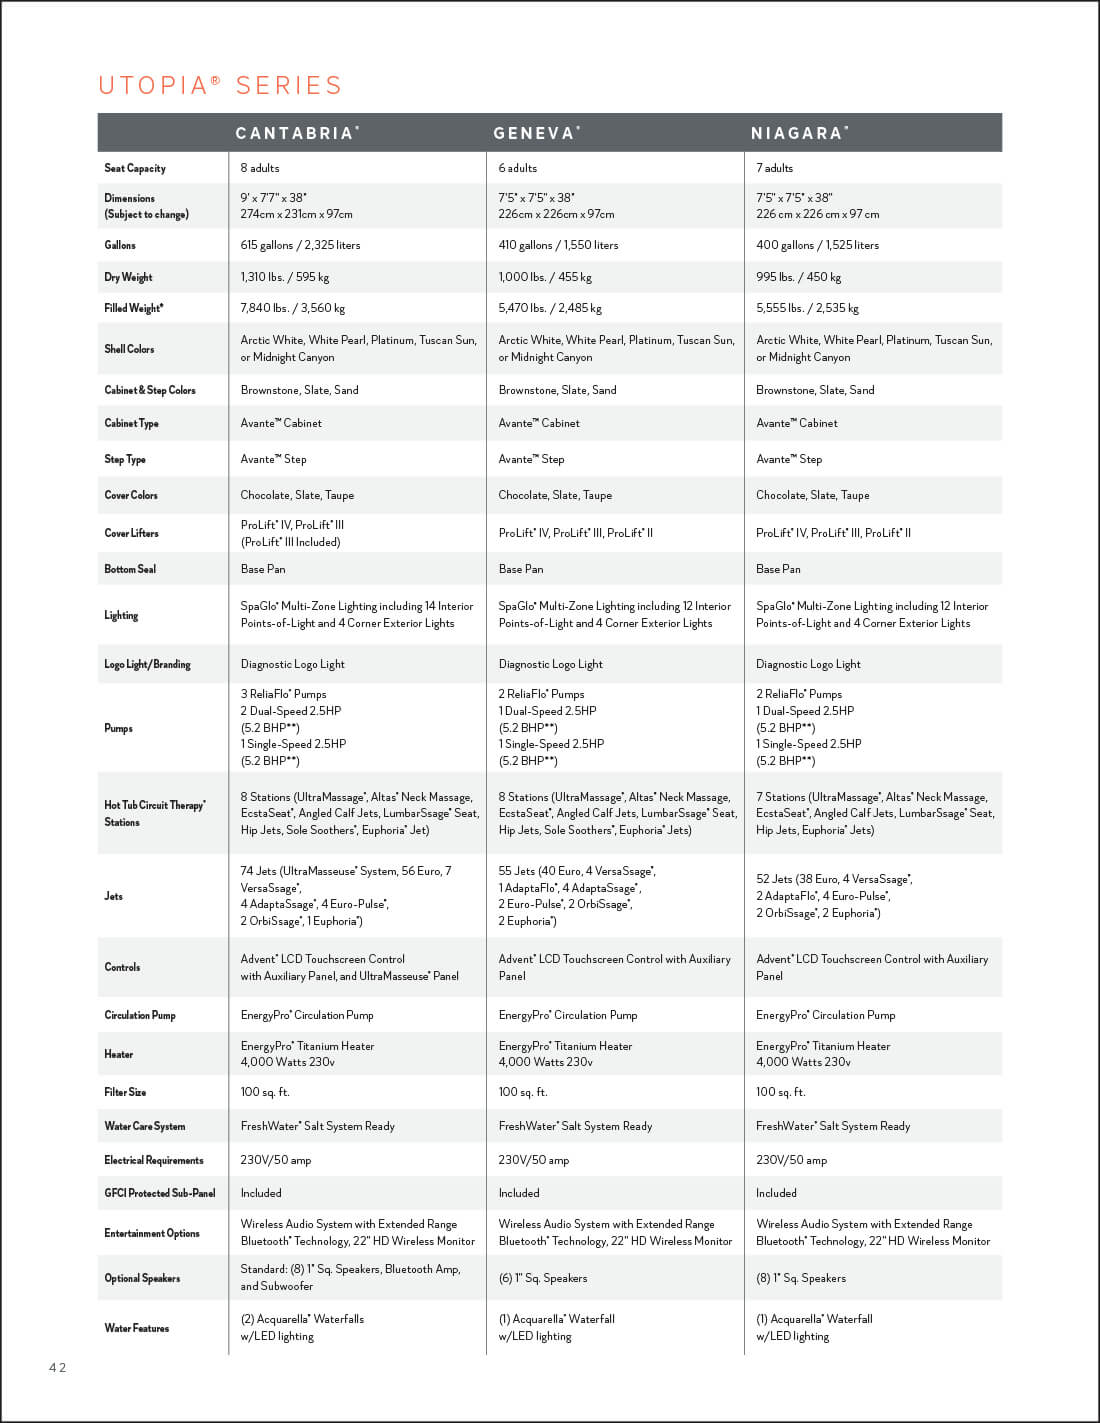 UTOPIA® SERIES
CANTABRIA® GENEVA® NIAGARA®
Seat Capacity 8 adults 6 adults 7 adults
Dimensions
(Subject to change)
9' x 7'7" x 38"
274cm x 231cm x 97cm
7'5" x 7'5" x 38"
226cm x 226cm x 97cm
7'5" x 7'5" x 38"
226 cm x 226 cm x 97 cm
Gallons 615 gallons / 2,325 liters 410 gallons / 1,550 liters 400 gallons / 1,525 liters
Dry Weight 1,310 lbs. / 595 kg 1,000 lbs. / 455 kg 995 lbs. / 450 kg
Filled Weight* 7,840 lbs. / 3,560 kg 5,470 lbs. / 2,485 kg 5,555 lbs. / 2,535 kg
Shell Colors
Arctic White, White Pearl, Platinum, Tuscan Sun,
or Midnight Canyon
Arctic White, White Pearl, Platinum, Tuscan Sun,
or Midnight Canyon
Arctic White, White Pearl, Platinum, Tuscan Sun,
or Midnight Canyon
Cabinet & Step Colors Brownstone, Slate, Sand Brownstone, Slate, Sand Brownstone, Slate, Sand
Cabinet Type Avante™ Cabinet Avante™ Cabinet Avante™ Cabinet
Step Type Avante™ Step Avante™ Step Avante™ Step
Cover Colors Chocolate, Slate, Taupe Chocolate, Slate, Taupe Chocolate, Slate, Taupe
Cover Lifters
ProLift® IV, ProLift® III
(ProLift® III Included)
ProLift® IV, ProLift® III, ProLift® II
ProLift® IV, ProLift® III, ProLift® II
Bottom Seal Base Pan Base Pan Base Pan
Lighting
SpaGlo® Multi-Zone Lighting including 14 Interior
Points-of-Light and 4 Corner Exterior Lights
SpaGlo® Multi-Zone Lighting including 12 Interior
Points-of-Light and 4 Corner Exterior Lights
SpaGlo® Multi-Zone Lighting including 12 Interior
Points-of-Light and 4 Corner Exterior Lights
Logo Light/Branding Diagnostic Logo Light Diagnostic Logo Light Diagnostic Logo Light
Pumps
3 ReliaFlo® Pumps
2 Dual-Speed 2.5HP
(5.2 BHP**)
1 Single-Speed 2.5HP
(5.2 BHP**)
2 ReliaFlo® Pumps
1 Dual-Speed 2.5HP
(5.2 BHP**)
1 Single-Speed 2.5HP
(5.2 BHP**)
2 ReliaFlo® Pumps
1 Dual-Speed 2.5HP
(5.2 BHP**)
1 Single-Speed 2.5HP
(5.2 BHP**)
Hot Tub Circuit Therapy®
Stations
8 Stations (UltraMassage®, Altas® Neck Massage,
EcstaSeat®, Angled Calf Jets, LumbarSsage® Seat,
Hip Jets, Sole Soothers®, Euphoria® Jet)
8 Stations (UltraMassage®, Altas® Neck Massage,
EcstaSeat®, Angled Calf Jets, LumbarSsage® Seat,
Hip Jets, Sole Soothers®, Euphoria® Jets)
7 Stations (UltraMassage®, Altas® Neck Massage,
EcstaSeat®, Angled Calf Jets, LumbarSsage® Seat,
Hip Jets, Euphoria® Jets)
Jets
74 Jets (UltraMasseuse® System, 56 Euro, 7
VersaSsage®,
4 AdaptaSsage®, 4 Euro-Pulse®,
2 OrbiSsage®, 1 Euphoria®)
55 Jets (40 Euro, 4 VersaSsage®,
1 AdaptaFlo®, 4 AdaptaSsage®,
2 Euro-Pulse®, 2 OrbiSsage®,
2 Euphoria®)
52 Jets (38 Euro, 4 VersaSsage®,
2 AdaptaFlo®, 4 Euro-Pulse®,
2 OrbiSsage®, 2 Euphoria®)
Controls
Advent® LCD Touchscreen Control
with Auxiliary Panel, and UltraMasseuse® Panel
Advent® LCD Touchscreen Control with Auxiliary
Panel
Advent® LCD Touchscreen Control with Auxiliary
Panel
Circulation Pump EnergyPro® Circulation Pump EnergyPro® Circulation Pump EnergyPro® Circulation Pump
Heater
EnergyPro® Titanium Heater
4,000 Watts 230v
EnergyPro® Titanium Heater
4,000 Watts 230v
EnergyPro® Titanium Heater
4,000 Watts 230v
Filter Size 100 sq. ft. 100 sq. ft. 100 sq. ft.
Water Care System FreshWater® Salt System Ready FreshWater® Salt System Ready FreshWater® Salt System Ready
Electrical Requirements 230V/50 amp 230V/50 amp 230V/50 amp
GFCI Protected Sub-Panel Included Included Included
Entertainment Options
Wireless Audio System with Extended Range
Bluetooth® Technology, 22" HD Wireless Monitor
Wireless Audio System with Extended Range
Bluetooth® Technology, 22" HD Wireless Monitor
Wireless Audio System with Extended Range
Bluetooth® Technology, 22" HD Wireless Monitor
Optional Speakers
Standard: (8) 1" Sq. Speakers, Bluetooth Amp,
and Subwoofer
(6) 1" Sq. Speakers
(8) 1" Sq. Speakers
Water Features
(2) Acquarella® Waterfalls
w/LED lighting
(1) Acquarella® Waterfall
w/LED lighting
(1) Acquarella® Waterfall
w/LED lighting
42